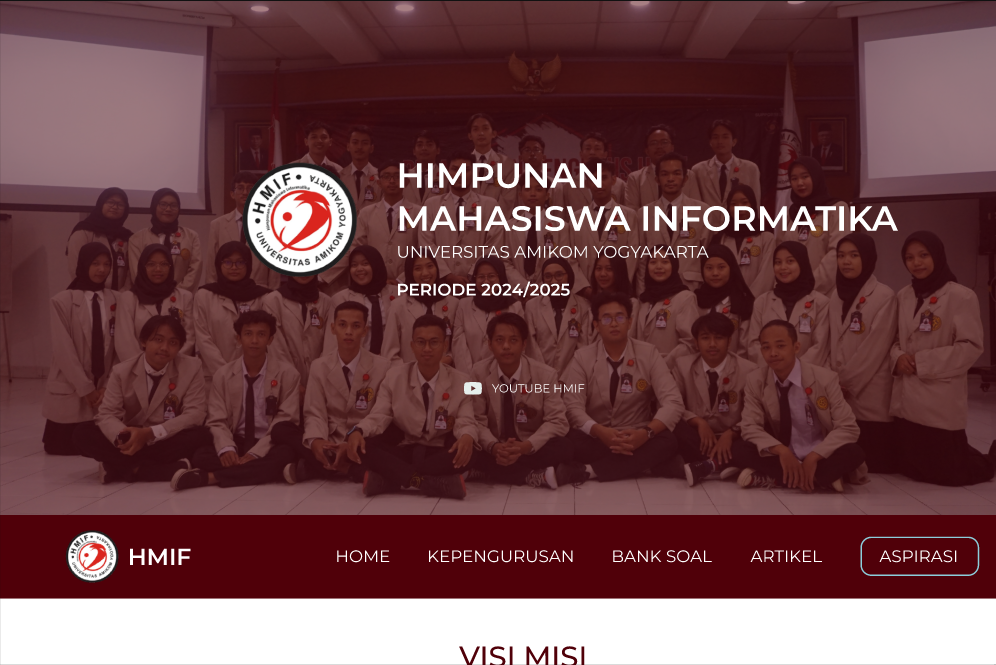 HIMPUNAN
MAHASISWA INFORMATIKA
UNIVERSITAS AMIKOM YOGYAKARTA
PERIODE 2024/2025
HMIF
YOGYAKARTA
UNIVERSITAS AMIKOM
YOUTUBE HMIF
HMIF
HOME
KEPENGURUSAN
BANK SOAL
ARTIKEL
ASPIRASI
VISI MISI